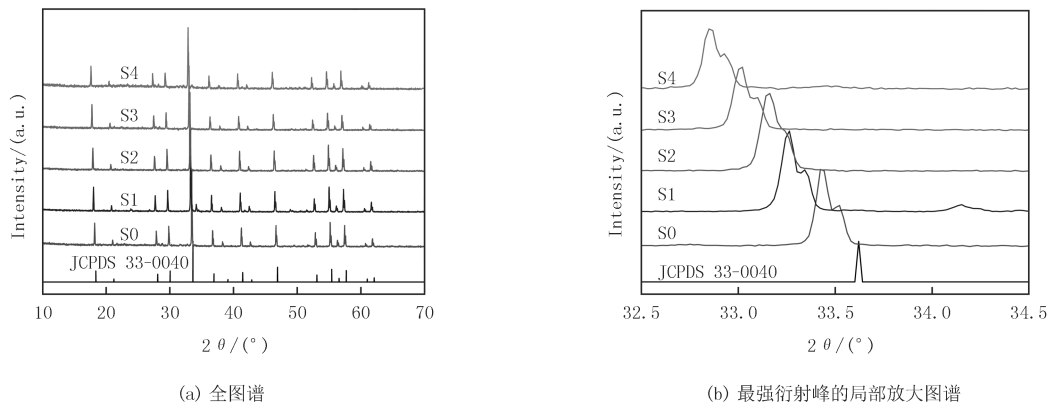 Intensity/(a.u.)
S4
S3
S2
S1
S0
JCPDS 33-0040
10 20 30 40 50 60 70
2 θ/(°)
(a) 全图谱
Intensity/(a.u.)
S4
S3
S2
S1
S0
JCPDS 33-0040
32.5 33.0 33.5 34.0 34.5
2 θ/(°)
(b) 最强衍射峰的局部放大图谱